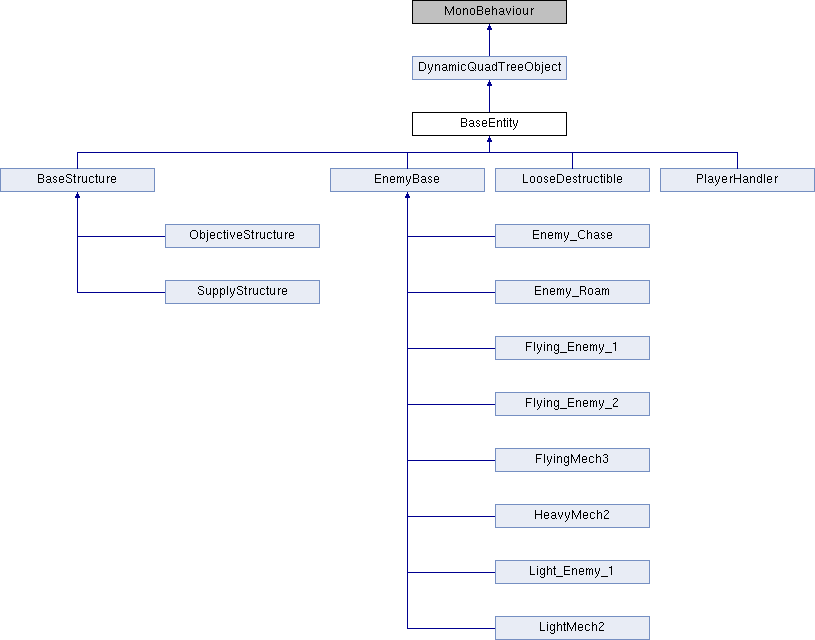 MonoBehaviour
DynamicQuadTreeObject
BaseEntity
BaseStructure
EnemyBase
LooseDestructible
PlayerHandler
ObjectiveStructure
Enemy_Chase
SupplyStructure
Enemy_Roam
Flying_Enemy_1
Flying_Enemy_2
FlyingMech3
HeavyMech2
Light_Enemy_1
LightMech2